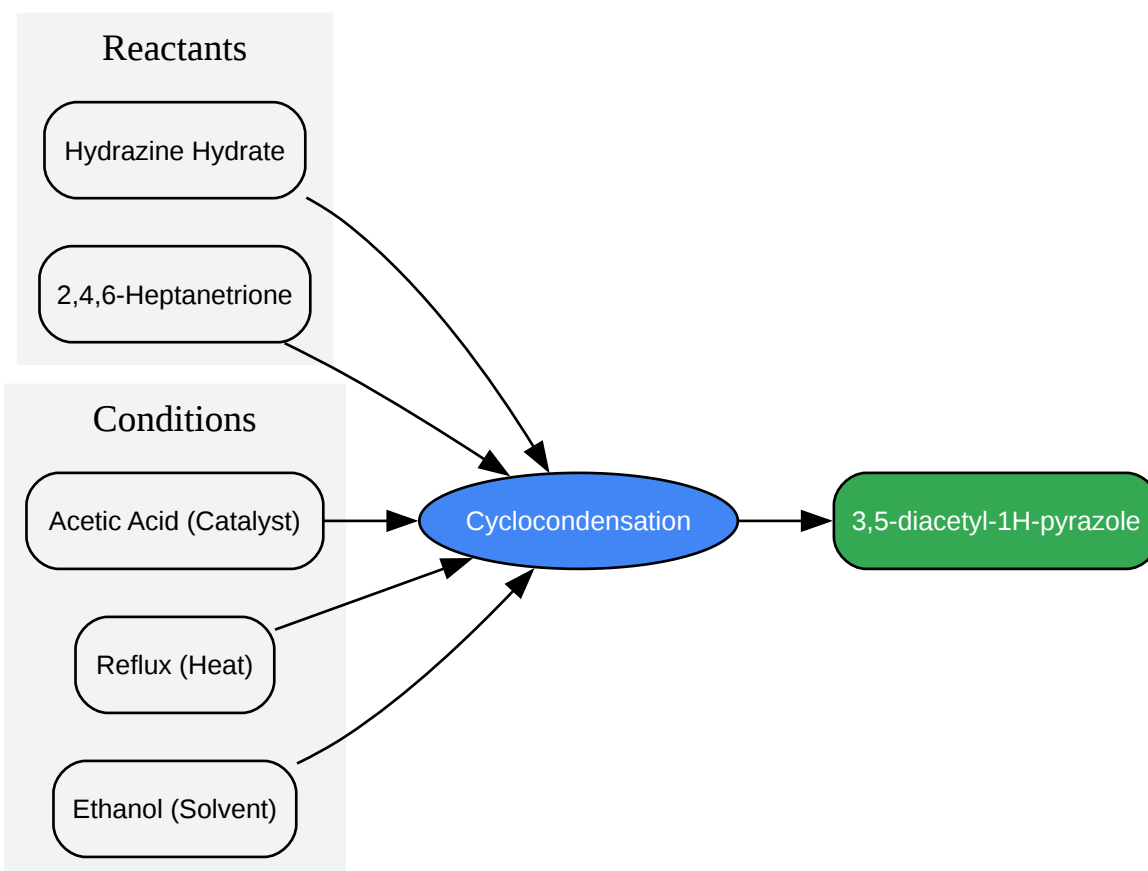 Reactants
Hydrazine Hydrate
2,4,6-Heptanetrione
Conditions
Acetic Acid (Catalyst)
Reflux (Heat)
Ethanol (Solvent)
Cyclocondensation
3,5-diacetyl-1H-pyrazole